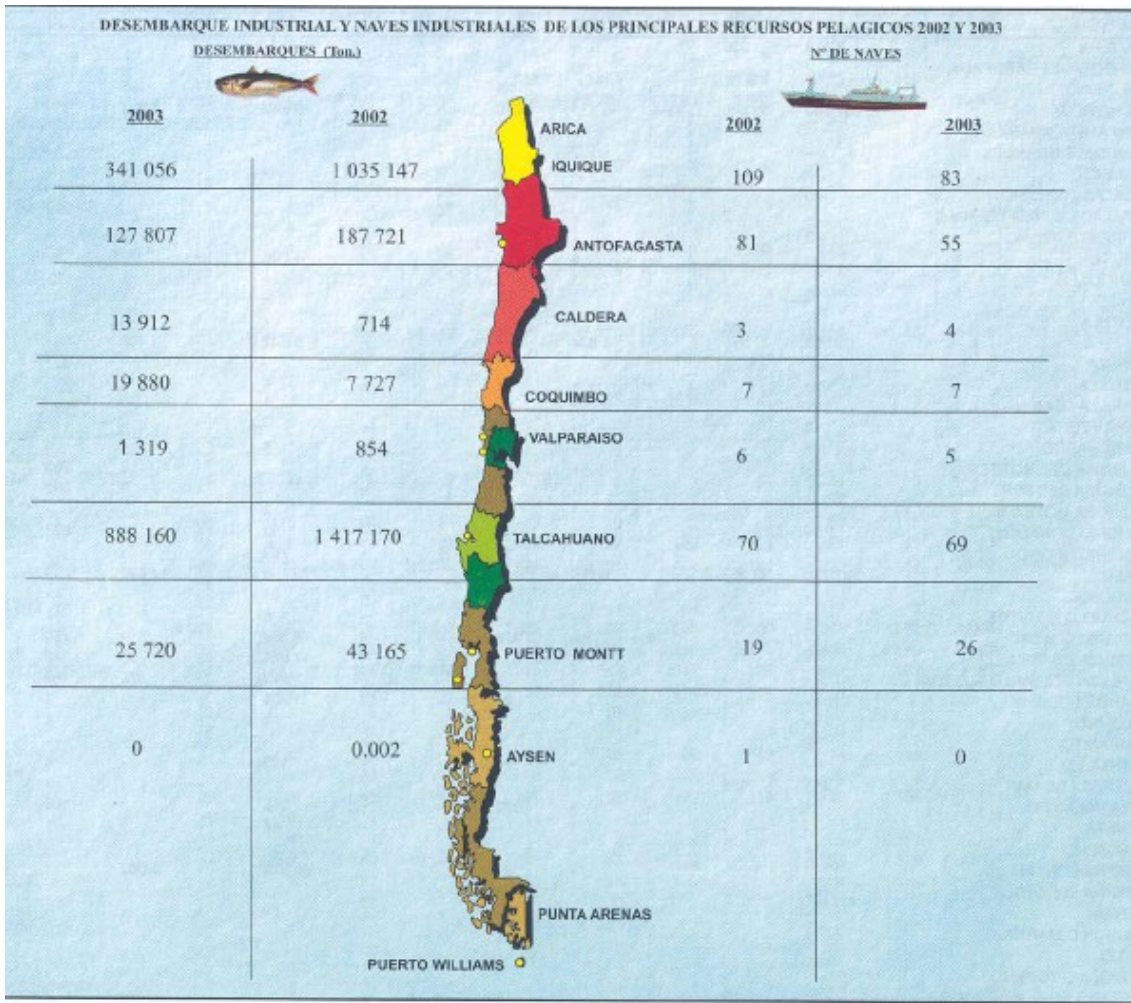 DESEMBARQUE INDUSTRIAL Y NAVES INDUSTRIALES DE LOS PRINCIPALES RECURSOS PELAGICOS 2002 Y 2003
DESEMBARQUES (Ton.)
Nº DE NAVES
2003 2002 2002 2003
ARICA
341 056 1 035 147 IQUIQUE 109 83
127 807 187 721 ANTOFAGASTA 81 55
13 912 714 CALDERA 3 4
19 880 7 727 COQUIMBO 7 7
1 319 854 VALPARAISO 6 5
888 160 1 417 170 TALCAHUANO 70 69
25 720 43 165 PUERTO MONTT 19 26
0 0.002 AYSEN 1 0
PUNTA ARENAS
PUERTO WILLIAMS